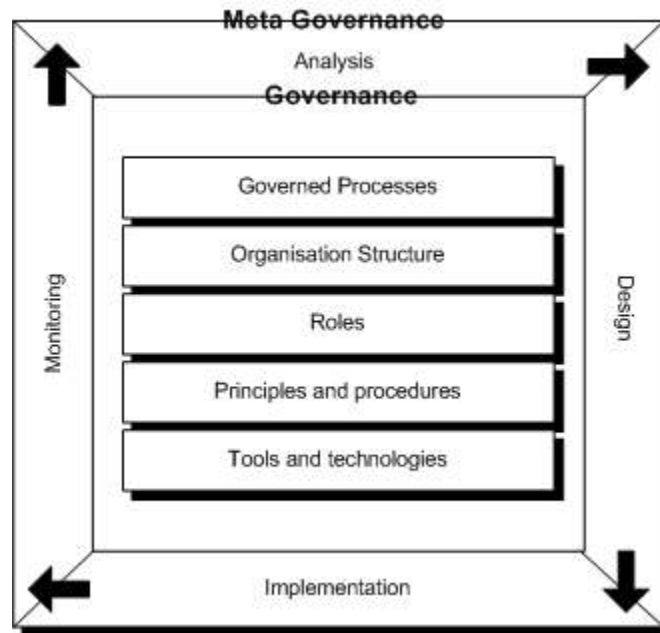 Meta Governance
Analysis
Governance
Governed Processes
Organisation Structure
Roles
Principles and procedures
Tools and technologies
Monitoring
Design
Implementation